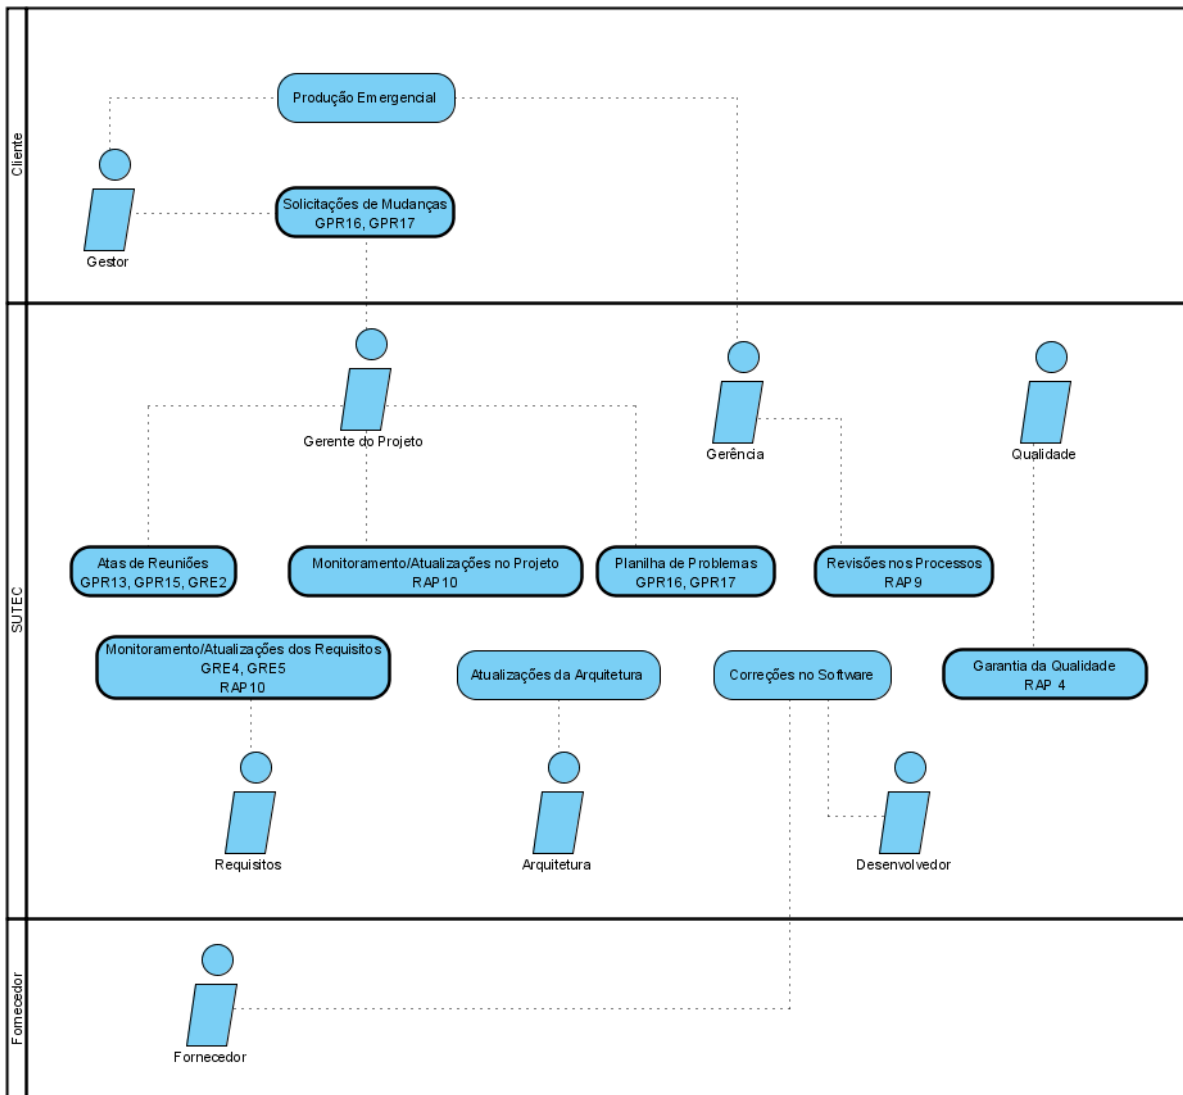 Cliente
Produção Emergencial
Solicitações de Mudanças
GPR16, GPR17
Gestor
SUTEC
Gerente do Projeto
Gerência
Qualidade
Atas de Reuniões
GPR13, GPR15, GRE2
Monitoramento/Atualizações no Projeto
RAP10
Planilha de Problemas
GPR16, GPR17
Revisões nos Processos
RAP9
Monitoramento/Atualizações dos Requisitos
GRE4, GRE5
RAP10
Atualizações da Arquitetura
Correções no Software
Garantia da Qualidade
RAP 4
Requisitos
Arquitetura
Desenvolvedor
Fornecedor
Fornecedor